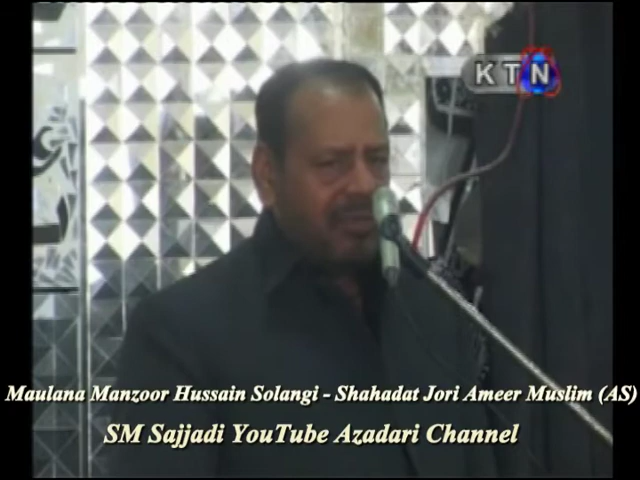 KTN
Maulana Manzoor Hussain Solangi - Shahadat Jori Ameer Muslim (AS)
SM Sajjadi YouTube Azadari Channel